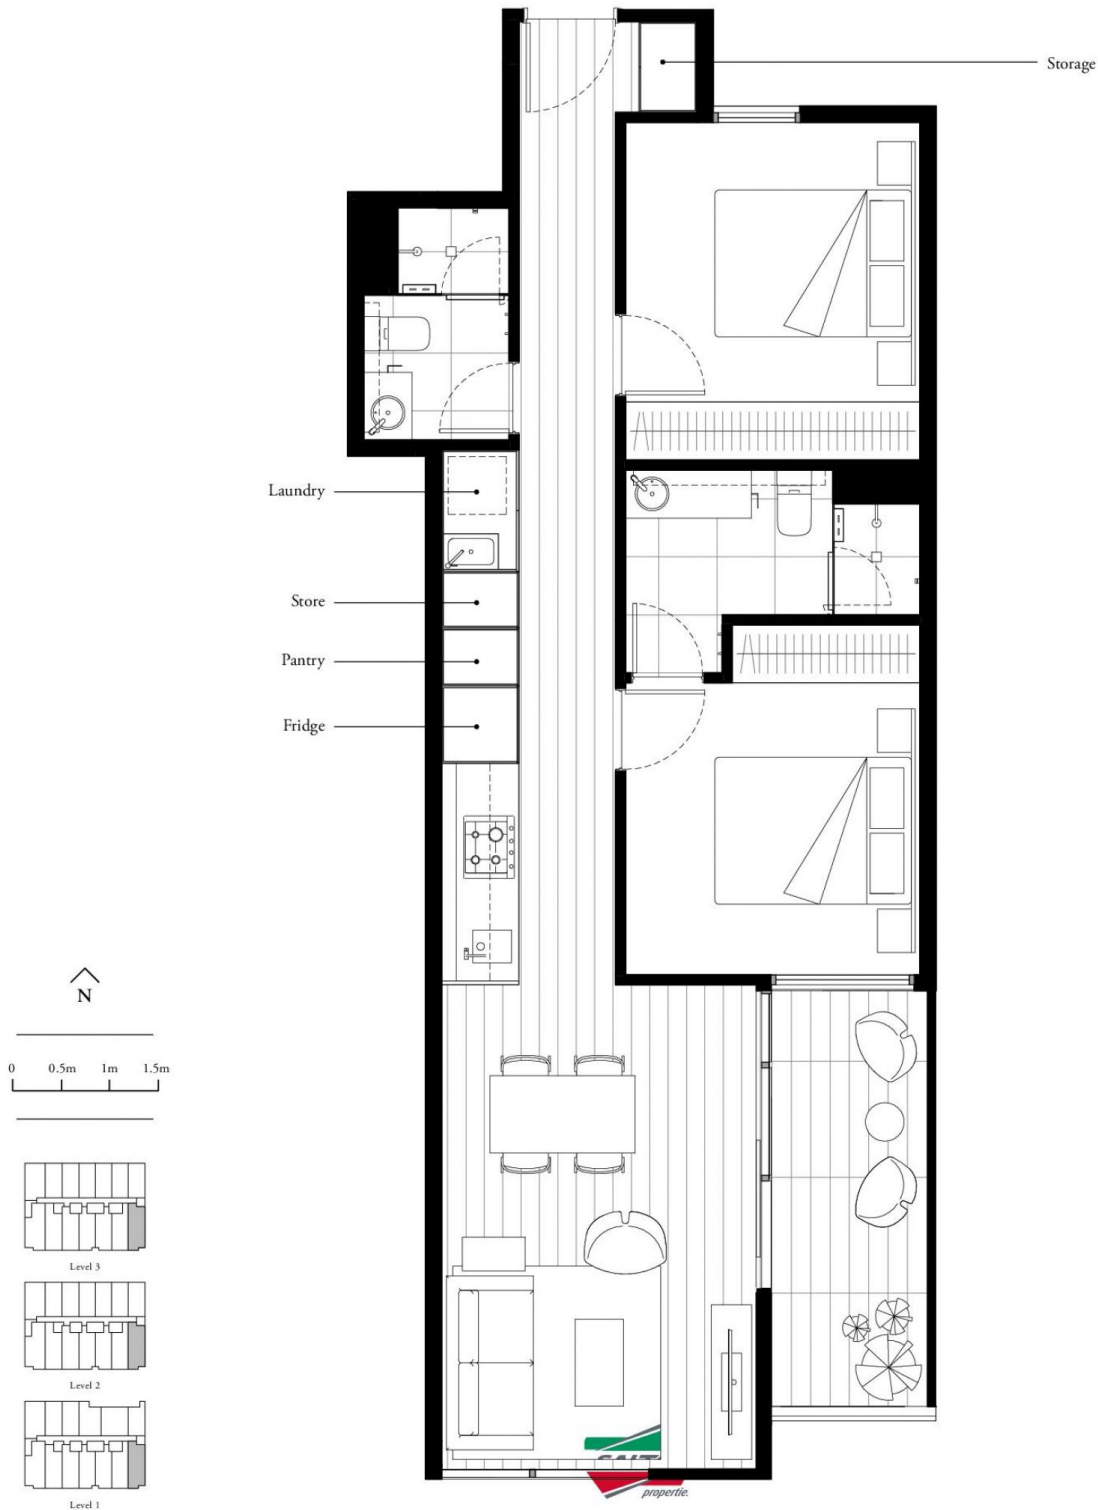 Storage
Laundry
Store
Pantry
Fridge
N
0 0.5m 1m 1.5m
Level 3
Level 2
Level 1
propertie.